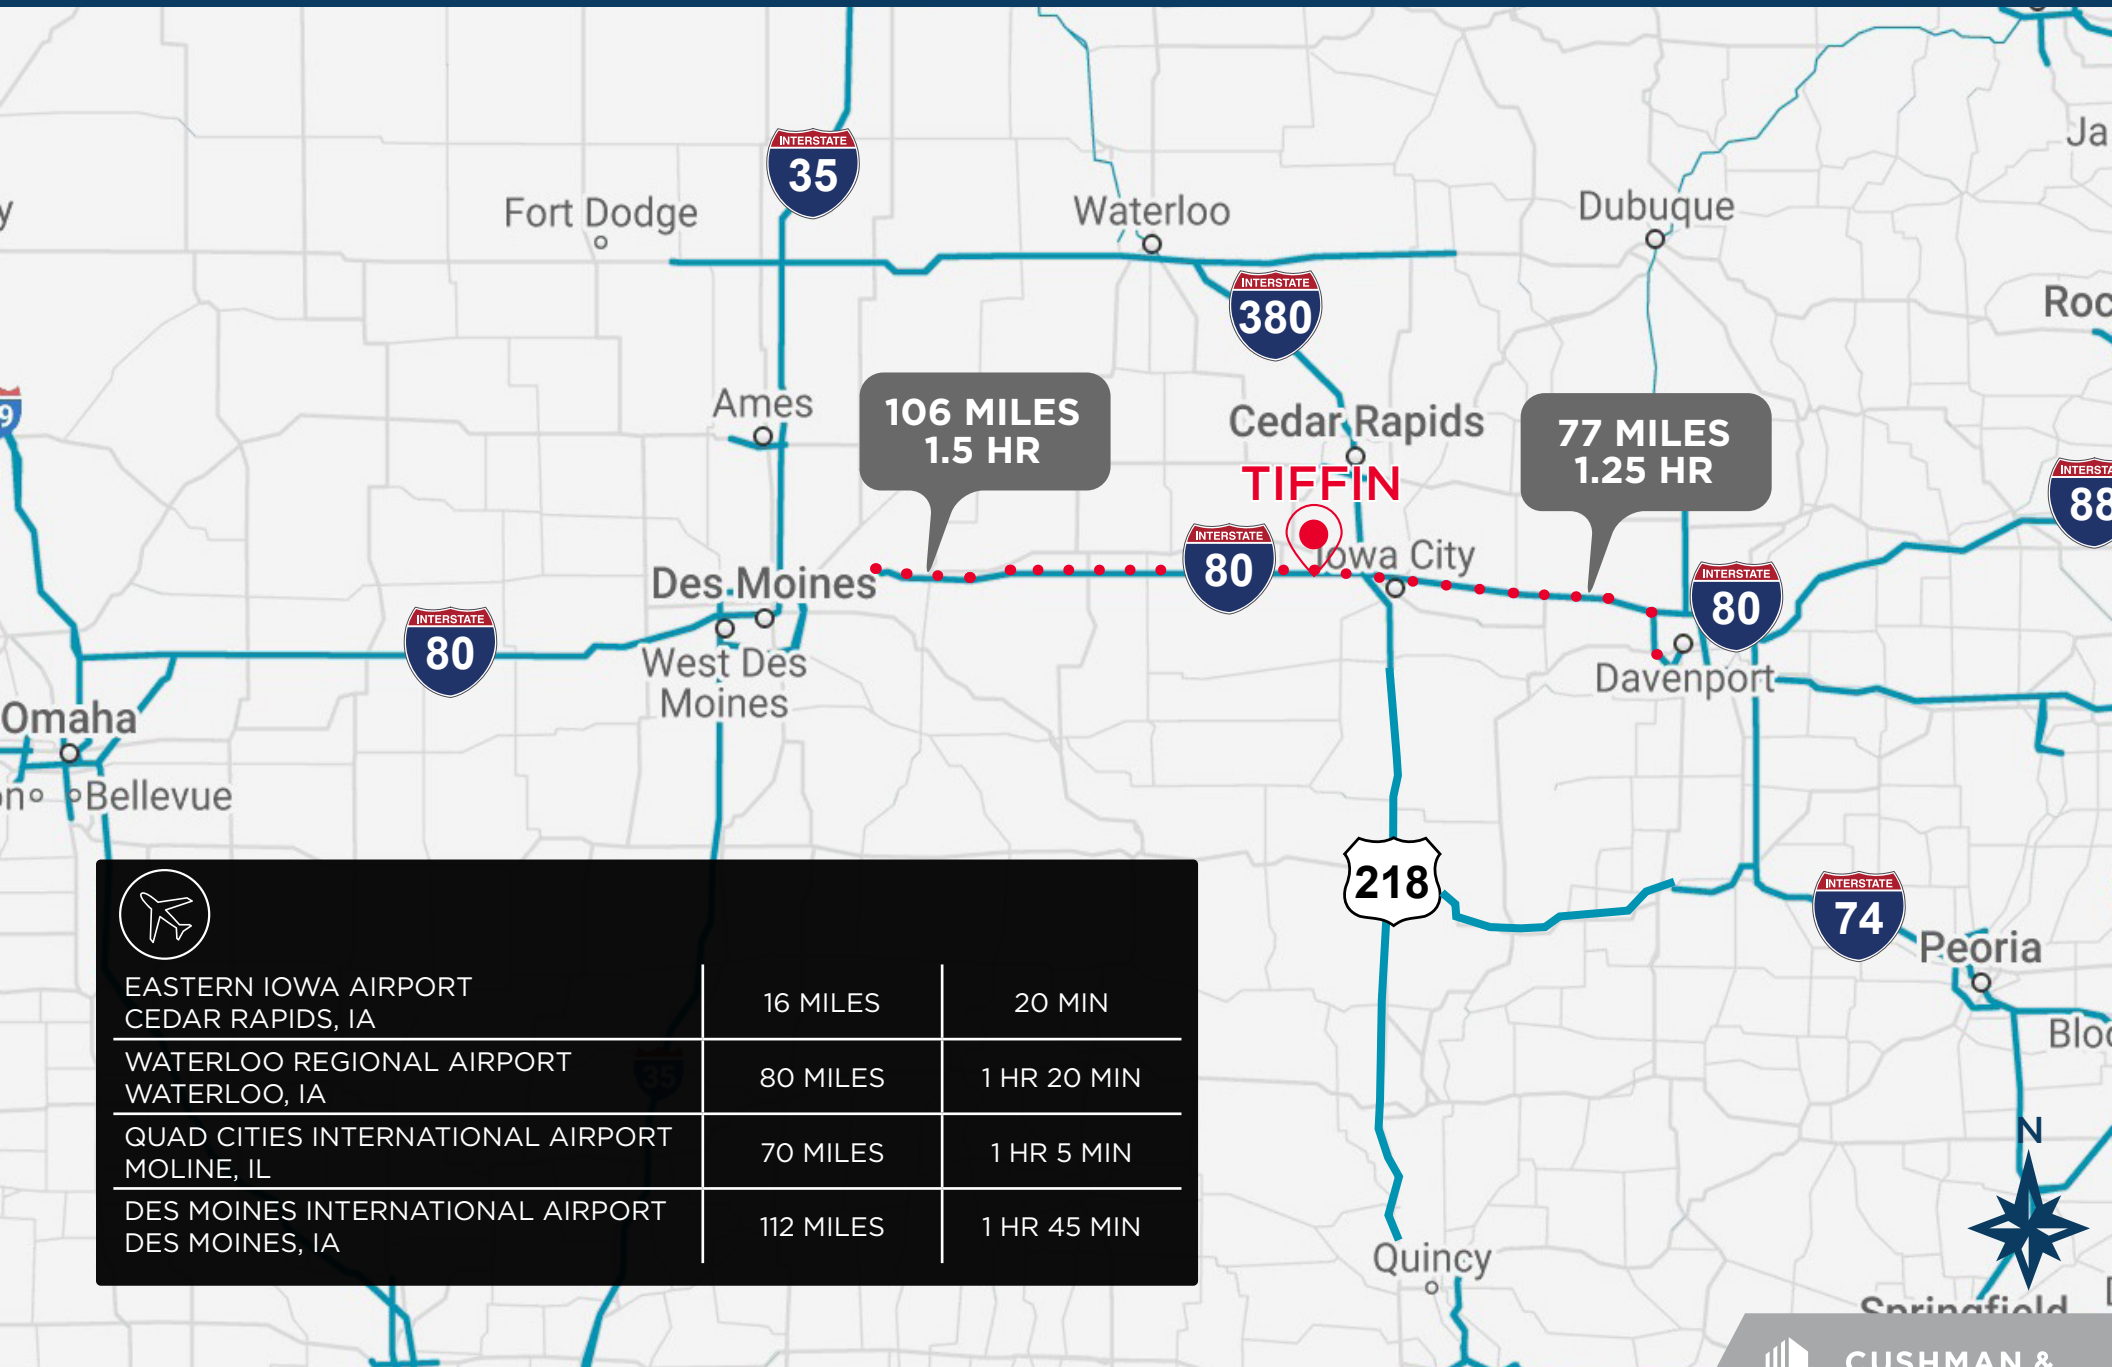 INTERSTATE
35
Fort Dodge
Waterloo
Dubuque
INTERSTATE
380
Ames
106 MILES
1.5 HR
Cedar Rapids
77 MILES
1.25 HR
TIFFIN
INTERSTATE
80
Iowa City
Des Moines
INTERSTATE
80
INTERSTATE
80
88
West Des
Moines
Davenport
Omaha
Bellevue
218
INTERSTATE
74
Peoria
EASTERN IOWA AIRPORT
CEDAR RAPIDS, IA
16 MILES
20 MIN
WATERLOO REGIONAL AIRPORT
WATERLOO, IA
35
80 MILES
1 HR 20 MIN
QUAD CITIES INTERNATIONAL AIRPORT
MOLINE, IL
70 MILES
1 HR 5 MIN
DES MOINES INTERNATIONAL AIRPORT
DES MOINES, IA
112 MILES
1 HR 45 MIN
N
Quincy
Springfield
CUSHMAN &